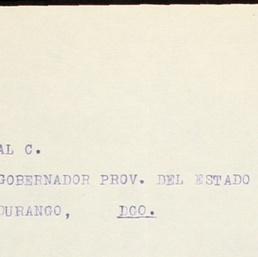 AL C.
GOBERNADOR PROV. DEL ESTADO
DURANGO, DGO.